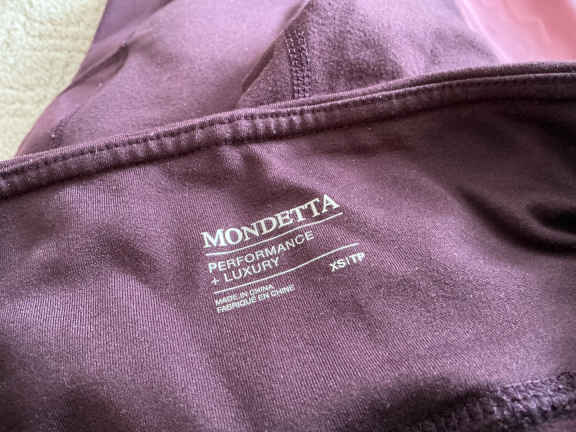 MONDETTA
PERFORMANCE
+ LUXURY
XS|TP
MADE IN CHINA
FABRIQUÉ EN CHINE